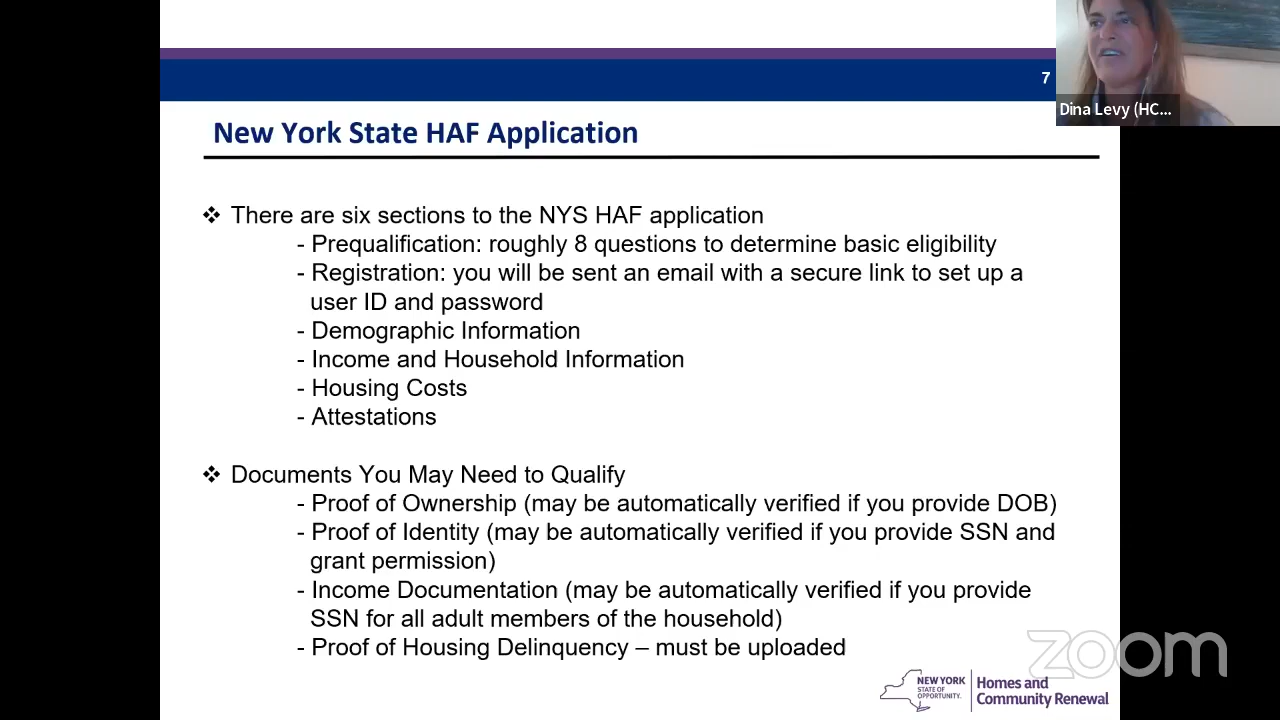 7
Dina Levy (HC...
New York State HAF Application
❖ There are six sections to the NYS HAF application
- Prequalification: roughly 8 questions to determine basic eligibility
- Registration: you will be sent an email with a secure link to set up a
user ID and password
- Demographic Information
- Income and Household Information
- Housing Costs
- Attestations
❖ Documents You May Need to Qualify
- Proof of Ownership (may be automatically verified if you provide DOB)
- Proof of Identity (may be automatically verified if you provide SSN and
grant permission)
- Income Documentation (may be automatically verified if you provide
SSN for all adult members of the household)
- Proof of Housing Delinquency – must be uploaded
zoom
NEW YORK
STATE OF
OPPORTUNITY.
Homes and
Community Renewal